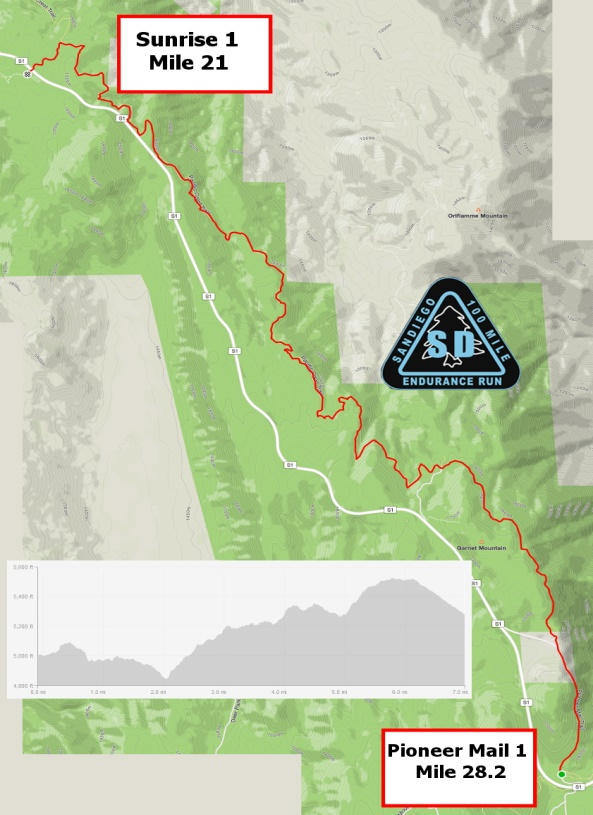 Sunrise 1
Mile 21
S1
S1
S1
Oriflamme Mountain
S1
SAN DIEGO 100 MILE
SD
ENDURANCE RUN
S1
S1
S1
Garnet Mountain
S1
S1
S1
5,600 ft
5,400 ft
5,200 ft
5,000 ft
4,800 ft
0.0 mi 1.0 mi 2.0 mi 3.0 mi 4.0 mi 5.0 mi 6.0 mi 7.0 mi
Pioneer Mail 1
Mile 28.2
S1